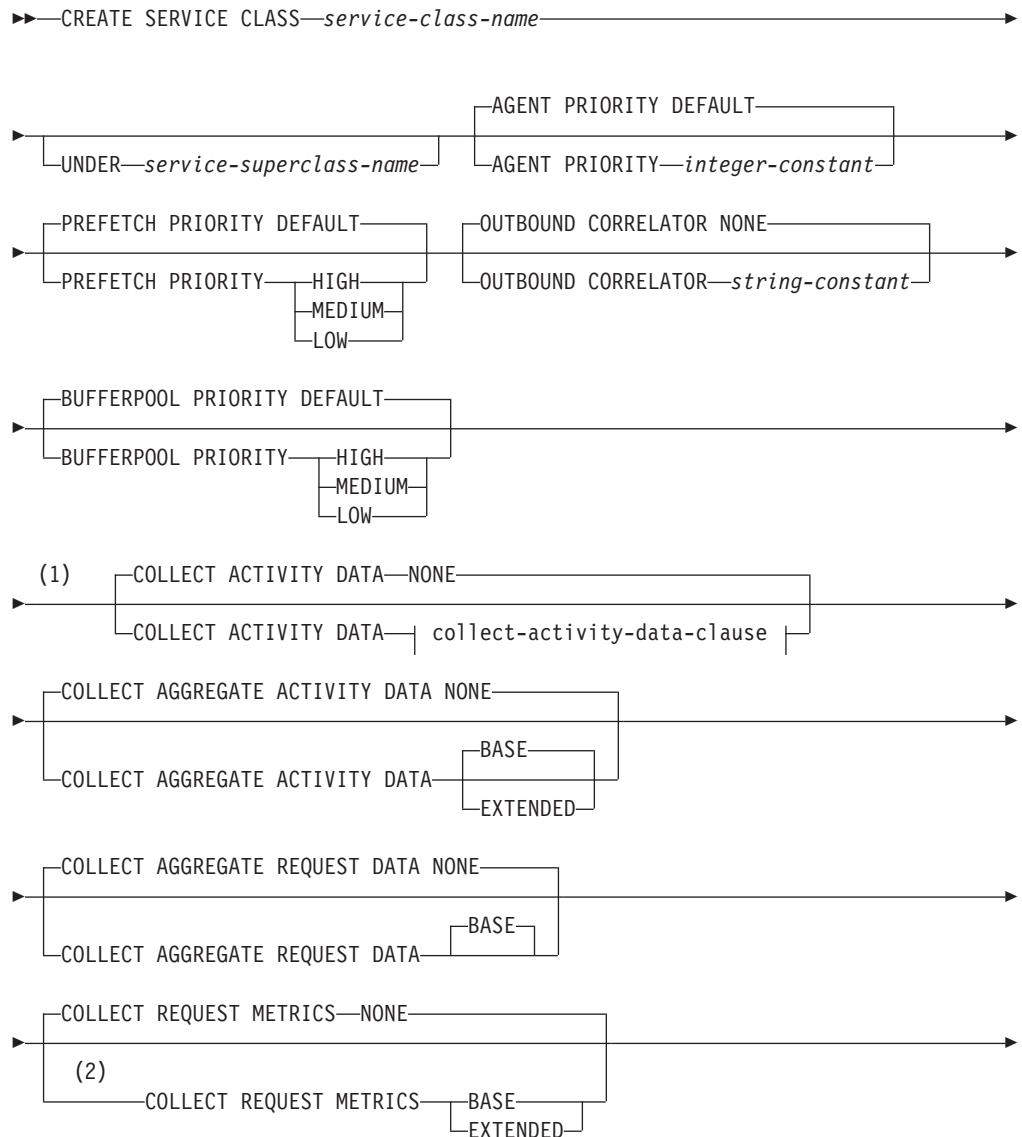 CREATE SERVICE CLASS service-class-name
AGENT PRIORITY DEFAULT
UNDER service-superclass-name AGENT PRIORITY integer-constant
PREFETCH PRIORITY DEFAULT OUTBOUND CORRELATOR NONE
PREFETCH PRIORITY HIGH OUTBOUND CORRELATOR string-constant
MEDIUM
LOW
BUFFERPOOL PRIORITY DEFAULT
BUFFERPOOL PRIORITY HIGH
MEDIUM
LOW
(1) COLLECT ACTIVITY DATA NONE
COLLECT ACTIVITY DATA collect-activity-data-clause
COLLECT AGGREGATE ACTIVITY DATA NONE
BASE
COLLECT AGGREGATE ACTIVITY DATA
EXTENDED
COLLECT AGGREGATE REQUEST DATA NONE
BASE
COLLECT AGGREGATE REQUEST DATA
COLLECT REQUEST METRICS NONE
(2)
COLLECT REQUEST METRICS BASE
EXTENDED